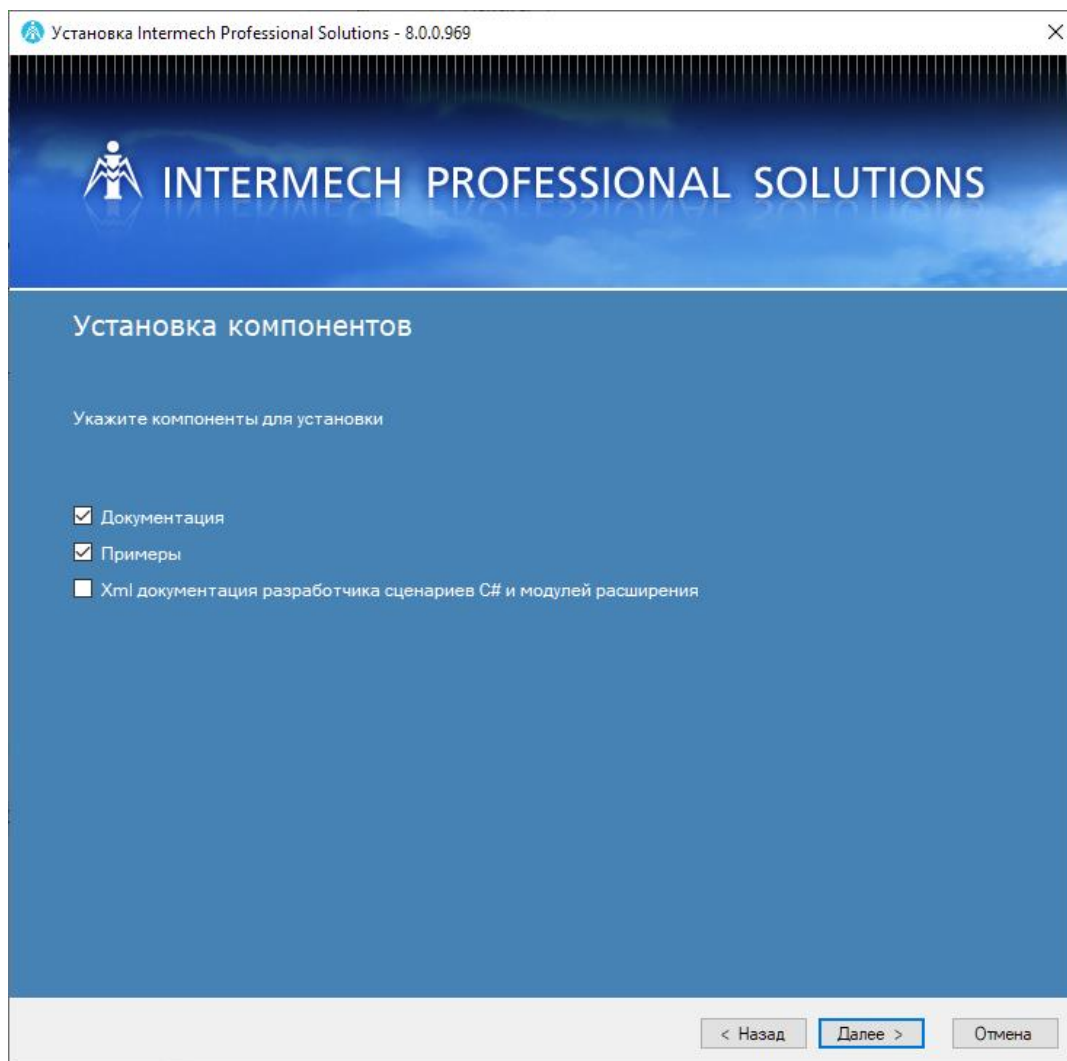 Установка Intermech Professional Solutions - 8.0.0.969
INTERMECH PROFESSIONAL SOLUTIONS
Установка компонентов
Укажите компоненты для установки
Документация
Примеры
Xml документация разработчика сценариев C# и модулей расширения
< Назад
Далее >
Отмена